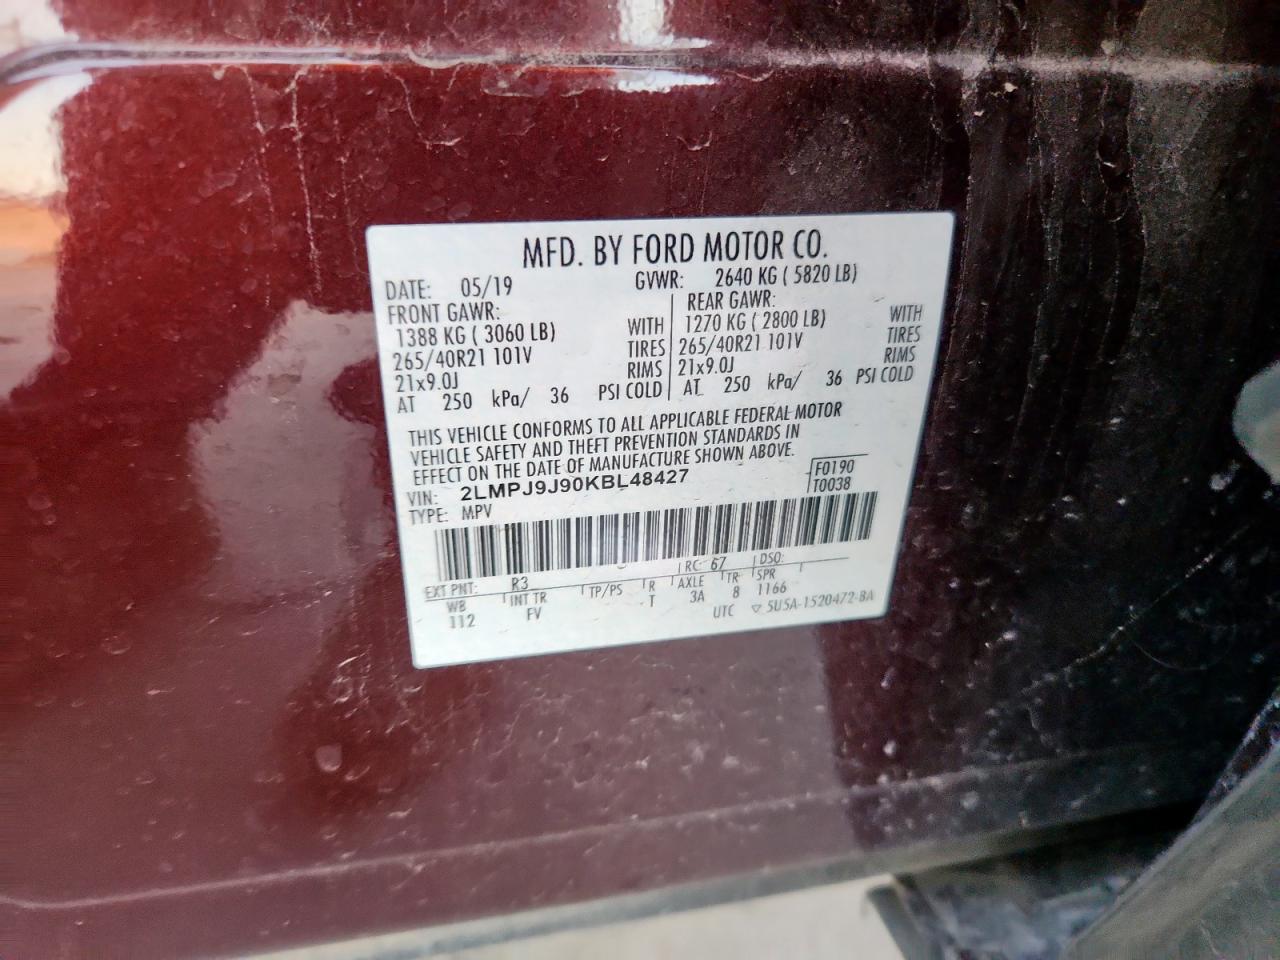 MFD. BY FORD MOTOR CO.
DATE: 05/19 GVWR: 2640 KG ( 5820 LB)
FRONT GAWR: REAR GAWR:
1388 KG ( 3060 LB) WITH 1270 KG ( 2800 LB) WITH
265/40R21 101V TIRES 265/40R21 101V TIRES
21x9.0J RIMS 21x9.0J RIMS
AT 250 kPa/ 36 PSI COLD AT 250 kPa/ 36 PSI COLD
THIS VEHICLE CONFORMS TO ALL APPLICABLE FEDERAL MOTOR
VEHICLE SAFETY AND THEFT PREVENTION STANDARDS IN
EFFECT ON THE DATE OF MANUFACTURE SHOWN ABOVE.
VIN: 2LMPJ9J90KBL48427 F0190
TYPE: MPV T0038
EXT PNT: R3 RC: 67 DSO:
WB INT TR TP/PS R AXLE TR SPR
112 FV T 3A 8 1166
UTC ▽ 5U5A-1520472-BA